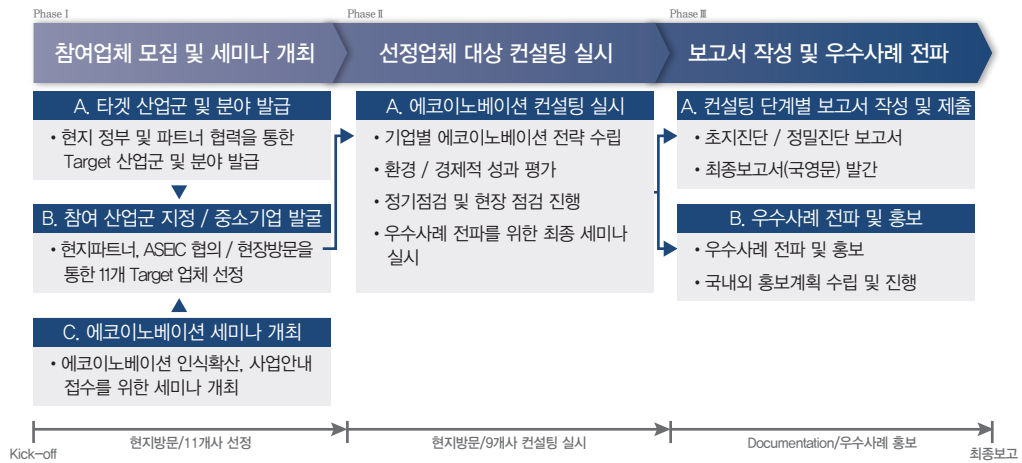 Phase Ⅰ
참여업체 모집 및 세미나 개최
A. 타겟 산업군 및 분야 발급
• 현지 정부 및 파트너 협력을 통한
Target 산업군 및 분야 발급
B. 참여 산업군 지정 / 중소기업 발굴
• 현지파트너, ASEIC 협의 / 현장방문을
통한 11개 Target 업체 선정
C. 에코이노베이션 세미나 개최
• 에코이노베이션 인식확산, 사업안내
접수를 위한 세미나 개최
Phase Ⅱ
선정업체 대상 컨설팅 실시
A. 에코이노베이션 컨설팅 실시
• 기업별 에코이노베이션 전략 수립
• 환경 / 경제적 성과 평가
• 정기점검 및 현장 점검 진행
• 우수사례 전파를 위한 최종 세미나
실시
Phase Ⅲ
보고서 작성 및 우수사례 전파
A. 컨설팅 단계별 보고서 작성 및 제출
• 초지진단 / 정밀진단 보고서
• 최종보고서(국영문) 발간
B. 우수사례 전파 및 홍보
• 우수사례 전파 및 홍보
• 국내외 홍보계획 수립 및 진행
Kick-off
현지방문/11개사 선정
현지방문/9개사 컨설팅 실시
Documentation/우수사례 홍보
최종보고